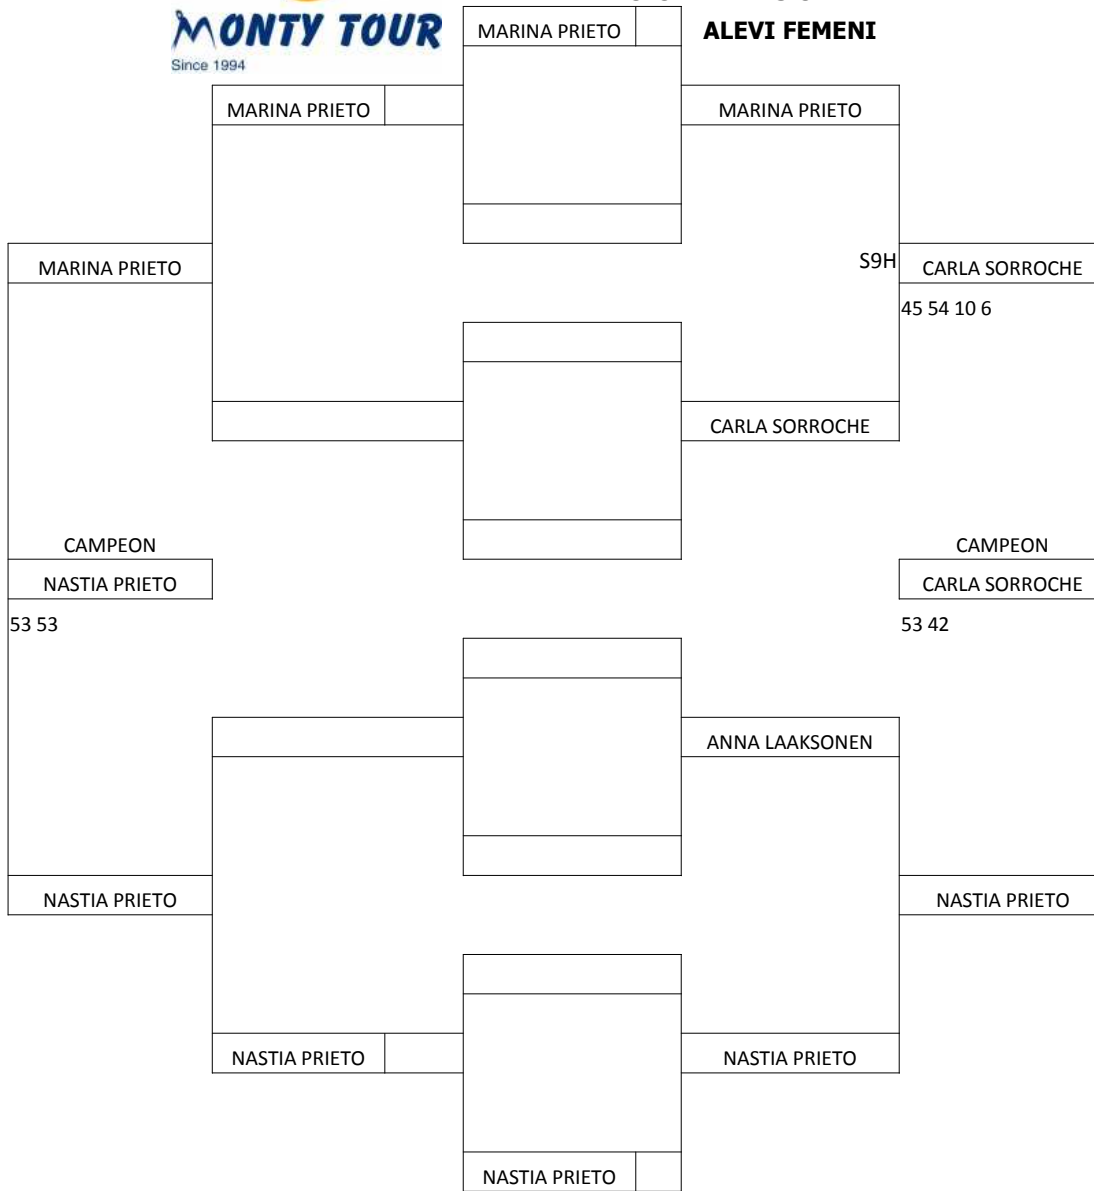 MONTY TOUR
Since 1994
MARINA PRIETO
ALEVI FEMENI
MARINA PRIETO
MARINA PRIETO
MARINA PRIETO
S9H
CARLA SORROCHE
45 54 10 6
CARLA SORROCHE
CAMPEON
CAMPEON
NASTIA PRIETO
CARLA SORROCHE
53 53
53 42
ANNA LAAKSONEN
NASTIA PRIETO
NASTIA PRIETO
NASTIA PRIETO
NASTIA PRIETO
NASTIA PRIETO